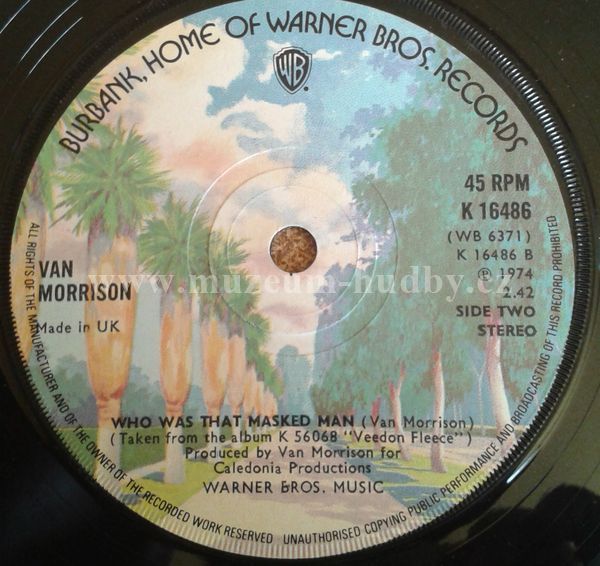 BURBANK, HOME OF WARNER BROS. RECORDS
WB
45 RPM
K 16486
(WB 6371)
K 16486 B
℗ 1974
2.42
SIDE TWO
STEREO
VAN
MORRISON
Made in UK
www.muzeum-hudby.cz
WHO WAS THAT MASKED MAN (Van Morrison)
(Taken from the album K 56068 "Veedon Fleece")
Produced by Van Morrison for
Caledonia Productions
WARNER BROS. MUSIC
ALL RIGHTS OF THE MANUFACTURER AND OF THE OWNER OF THE RECORDED WORK RESERVED UNAUTHORISED COPYING PUBLIC PERFORMANCE AND BROADCASTING OF THIS RECORD PROHIBITED